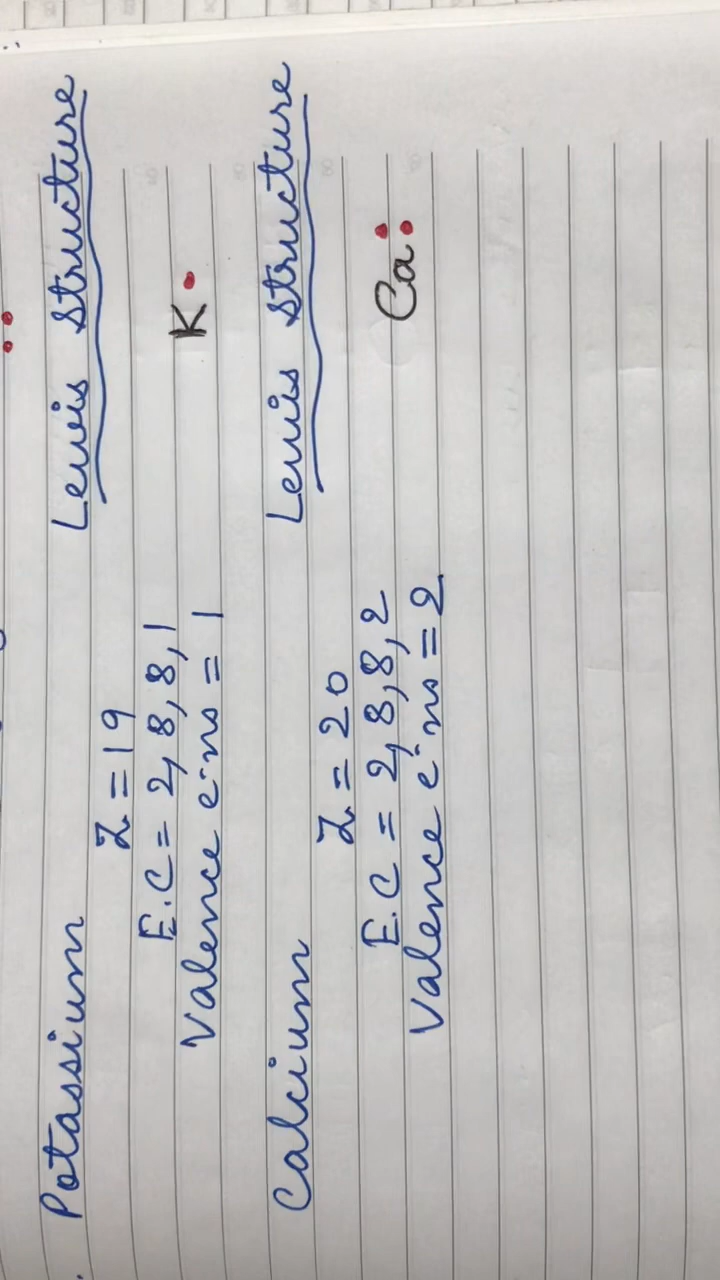 Potassium Lewis Structure
Z = 19
E.C = 2, 8, 8, 1 K·
Valence e⁻ns = 1
Calcium Lewis Structure
Z = 20
E.C = 2, 8, 8, 2 Ca:
Valence e⁻ns = 2